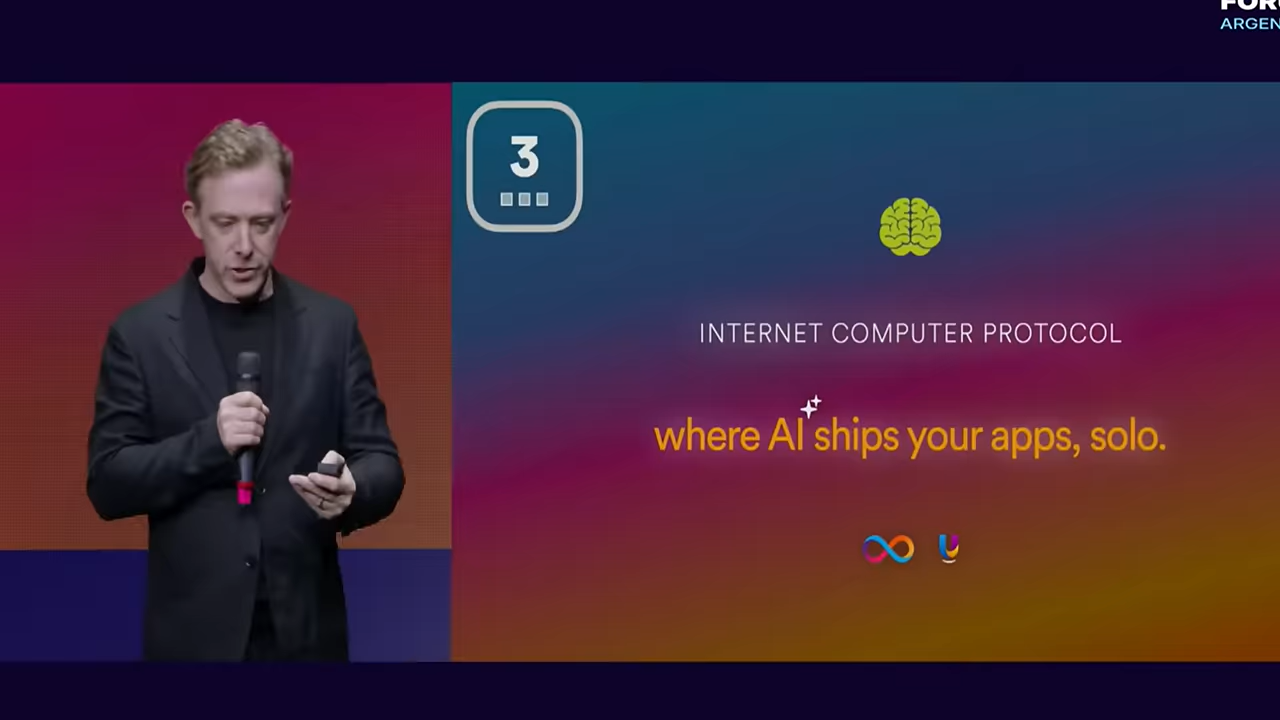 ARGEN
3
INTERNET COMPUTER PROTOCOL
where AI ships your apps, solo.